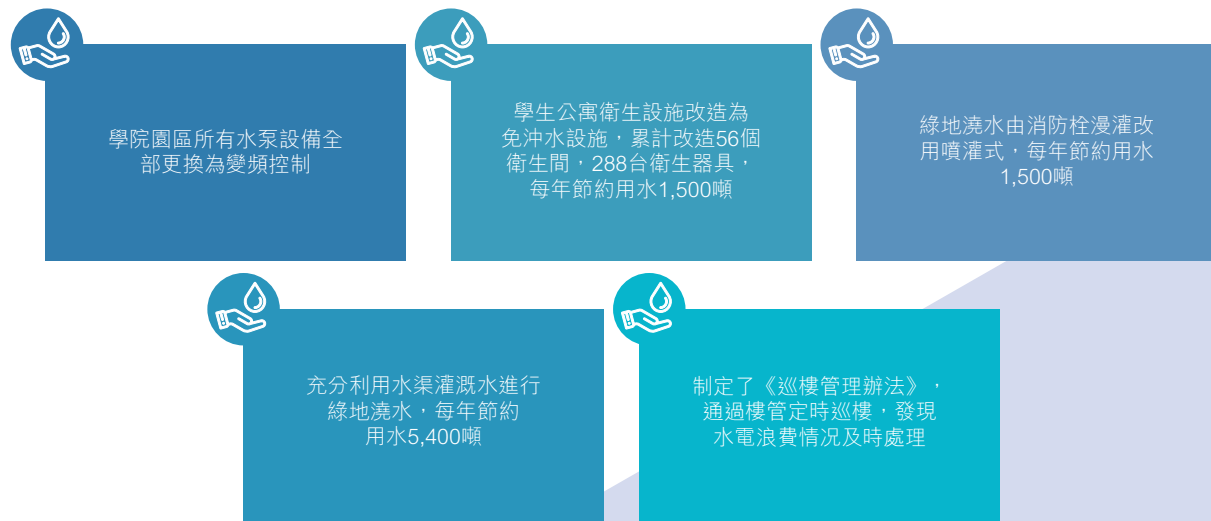 學院園區所有水泵設備全
部更換為變頻控制
學生公寓衛生設施改造為
免沖水設施，累計改造56個
衛生間，288台衛生器具，
每年節約用水1,500噸
綠地澆水由消防栓漫灌改
用噴灌式，每年節約用水
1,500噸
充分利用水渠灌溉水進行
綠地澆水，每年節約
用水5,400噸
制定了《巡樓管理辦法》，
通過樓管定時巡樓，發現
水電浪費情況及時處理